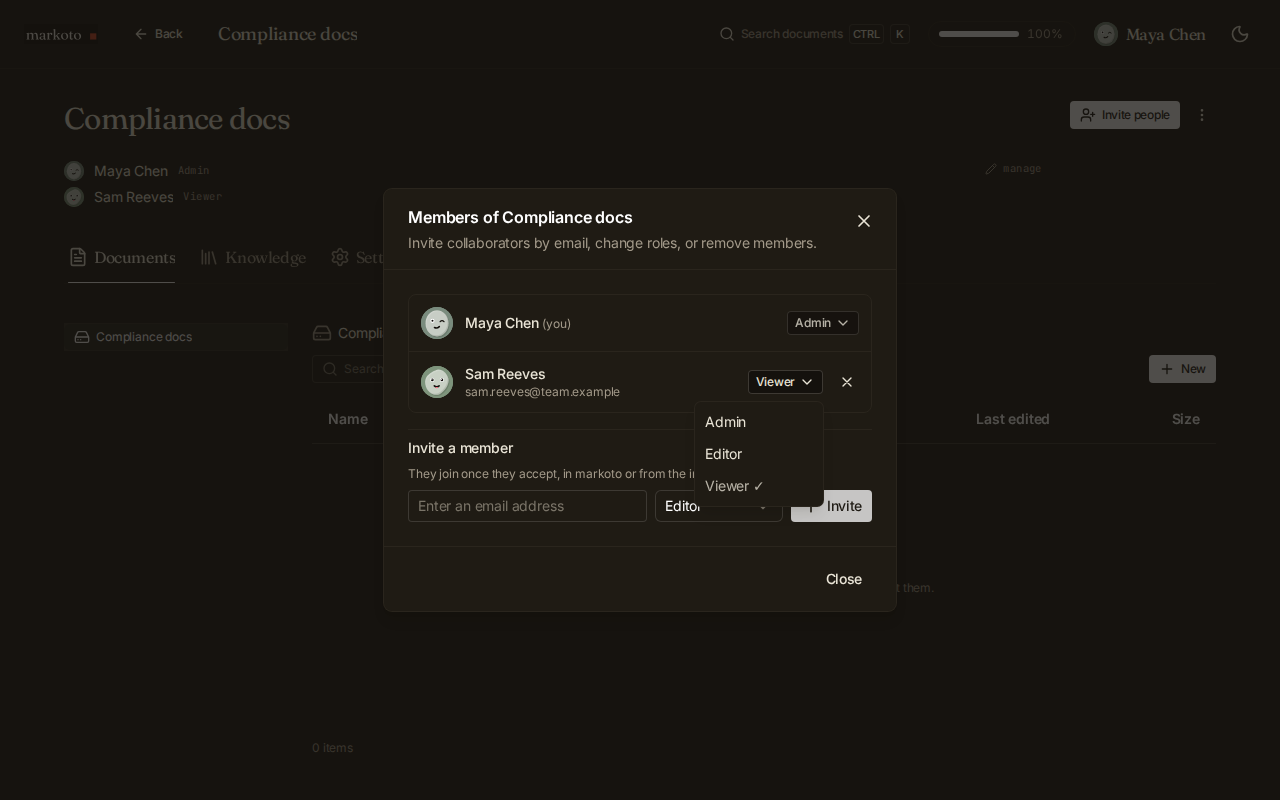 markoto
Back
Compliance docs
Search documents CTRL K
100%
Maya Chen
Compliance docs
Invite people
Maya Chen Admin
manage
Sam Reeves Viewer
Members of Compliance docs
Invite collaborators by email, change roles, or remove members.
Documents
Knowledge
Sett
Maya Chen (you)
Admin
Compliance docs
Compli
Search
New
Sam Reeves
sam.reeves@team.example
Viewer
Admin
Editor
Viewer ✓
Name
Last edited
Size
Invite a member
They join once they accept, in markoto or from the i
Enter an email address
Editor
Invite
Close
t them.
0 items